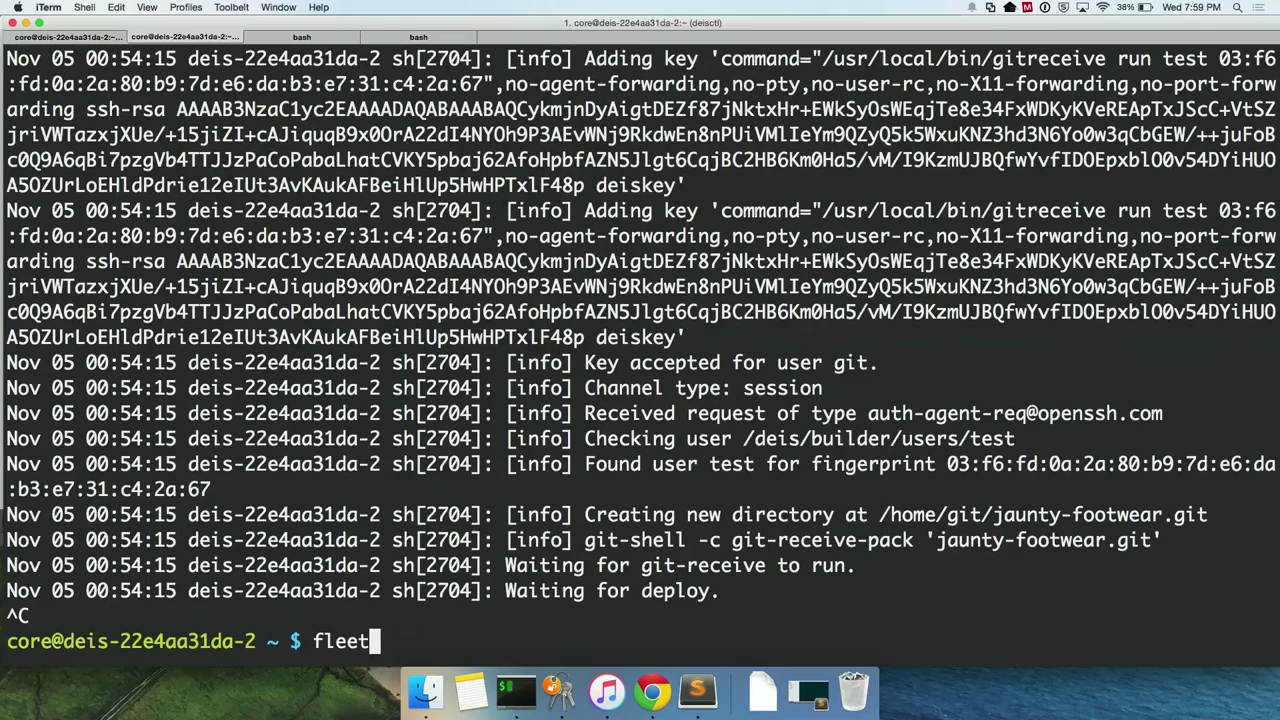 iTerm Shell Edit View Profiles Toolbelt Window Help 38% Wed 7:59 PM
1. core@deis-22e4aa31da-2:~ (deisctl)
core@deis-22e4aa31da-2:~... core@deis-22e4aa31da-2:~... bash bash
Nov 05 00:54:15 deis-22e4aa31da-2 sh[2704]: [info] Adding key 'command="/usr/local/bin/gitreceive run test 03:f6
:fd:0a:2a:80:b9:7d:e6:da:b3:e7:31:c4:2a:67",no-agent-forwarding,no-pty,no-user-rc,no-X11-forwarding,no-port-forw
arding ssh-rsa AAAAB3NzaC1yc2EAAAADAQABAAABAQCykmjnDyAigtDEZf87jNktxHr+EWkSyOsWEqjTe8e34FxWDKyKVeREApTxJScC+VtSZ
jriVWTazxjXUe/+15jiZI+cAJiquqB9x0OrA22dI4NYOh9P3AEvWNj9RkdwEn8nPUiVMlIeYm9QZyQ5k5WxuKNZ3hd3N6Yo0w3qCbGEW/++juFoB
c0Q9A6qBi7pzgVb4TTJJzPaCoPabaLhatCVKY5pbaj62AfoHpbfAZN5Jlgt6CqjBC2HB6Km0Ha5/vM/I9KzmUJBQfwYvfIDOEpxblO0v54DYiHUO
A5OZUrLoEHldPdrie12eIUt3AvKAukAFBeiHlUp5HwHPTxlF48p deiskey'
Nov 05 00:54:15 deis-22e4aa31da-2 sh[2704]: [info] Adding key 'command="/usr/local/bin/gitreceive run test 03:f6
:fd:0a:2a:80:b9:7d:e6:da:b3:e7:31:c4:2a:67",no-agent-forwarding,no-pty,no-user-rc,no-X11-forwarding,no-port-forw
arding ssh-rsa AAAAB3NzaC1yc2EAAAADAQABAAABAQCykmjnDyAigtDEZf87jNktxHr+EWkSyOsWEqjTe8e34FxWDKyKVeREApTxJScC+VtSZ
jriVWTazxjXUe/+15jiZI+cAJiquqB9x0OrA22dI4NYOh9P3AEvWNj9RkdwEn8nPUiVMlIeYm9QZyQ5k5WxuKNZ3hd3N6Yo0w3qCbGEW/++juFoB
c0Q9A6qBi7pzgVb4TTJJzPaCoPabaLhatCVKY5pbaj62AfoHpbfAZN5Jlgt6CqjBC2HB6Km0Ha5/vM/I9KzmUJBQfwYvfIDOEpxblO0v54DYiHUO
A5OZUrLoEHldPdrie12eIUt3AvKAukAFBeiHlUp5HwHPTxlF48p deiskey'
Nov 05 00:54:15 deis-22e4aa31da-2 sh[2704]: [info] Key accepted for user git.
Nov 05 00:54:15 deis-22e4aa31da-2 sh[2704]: [info] Channel type: session
Nov 05 00:54:15 deis-22e4aa31da-2 sh[2704]: [info] Received request of type auth-agent-req@openssh.com
Nov 05 00:54:15 deis-22e4aa31da-2 sh[2704]: [info] Checking user /deis/builder/users/test
Nov 05 00:54:15 deis-22e4aa31da-2 sh[2704]: [info] Found user test for fingerprint 03:f6:fd:0a:2a:80:b9:7d:e6:da
:b3:e7:31:c4:2a:67
Nov 05 00:54:15 deis-22e4aa31da-2 sh[2704]: [info] Creating new directory at /home/git/jaunty-footwear.git
Nov 05 00:54:15 deis-22e4aa31da-2 sh[2704]: [info] git-shell -c git-receive-pack 'jaunty-footwear.git'
Nov 05 00:54:15 deis-22e4aa31da-2 sh[2704]: Waiting for git-receive to run.
Nov 05 00:54:15 deis-22e4aa31da-2 sh[2704]: Waiting for deploy.
^C
core@deis-22e4aa31da-2 ~ $ fleet